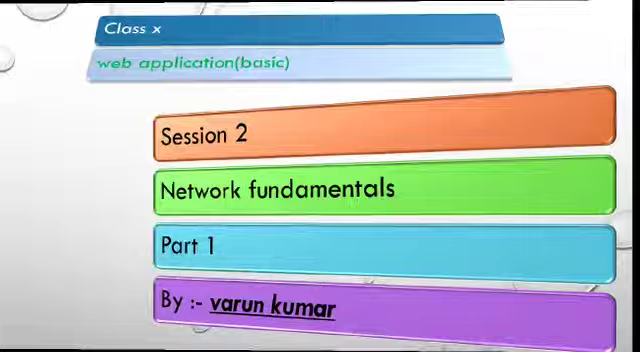 Class x
web application(basic)
Session 2
Network fundamentals
Part 1
By :- varun kumar